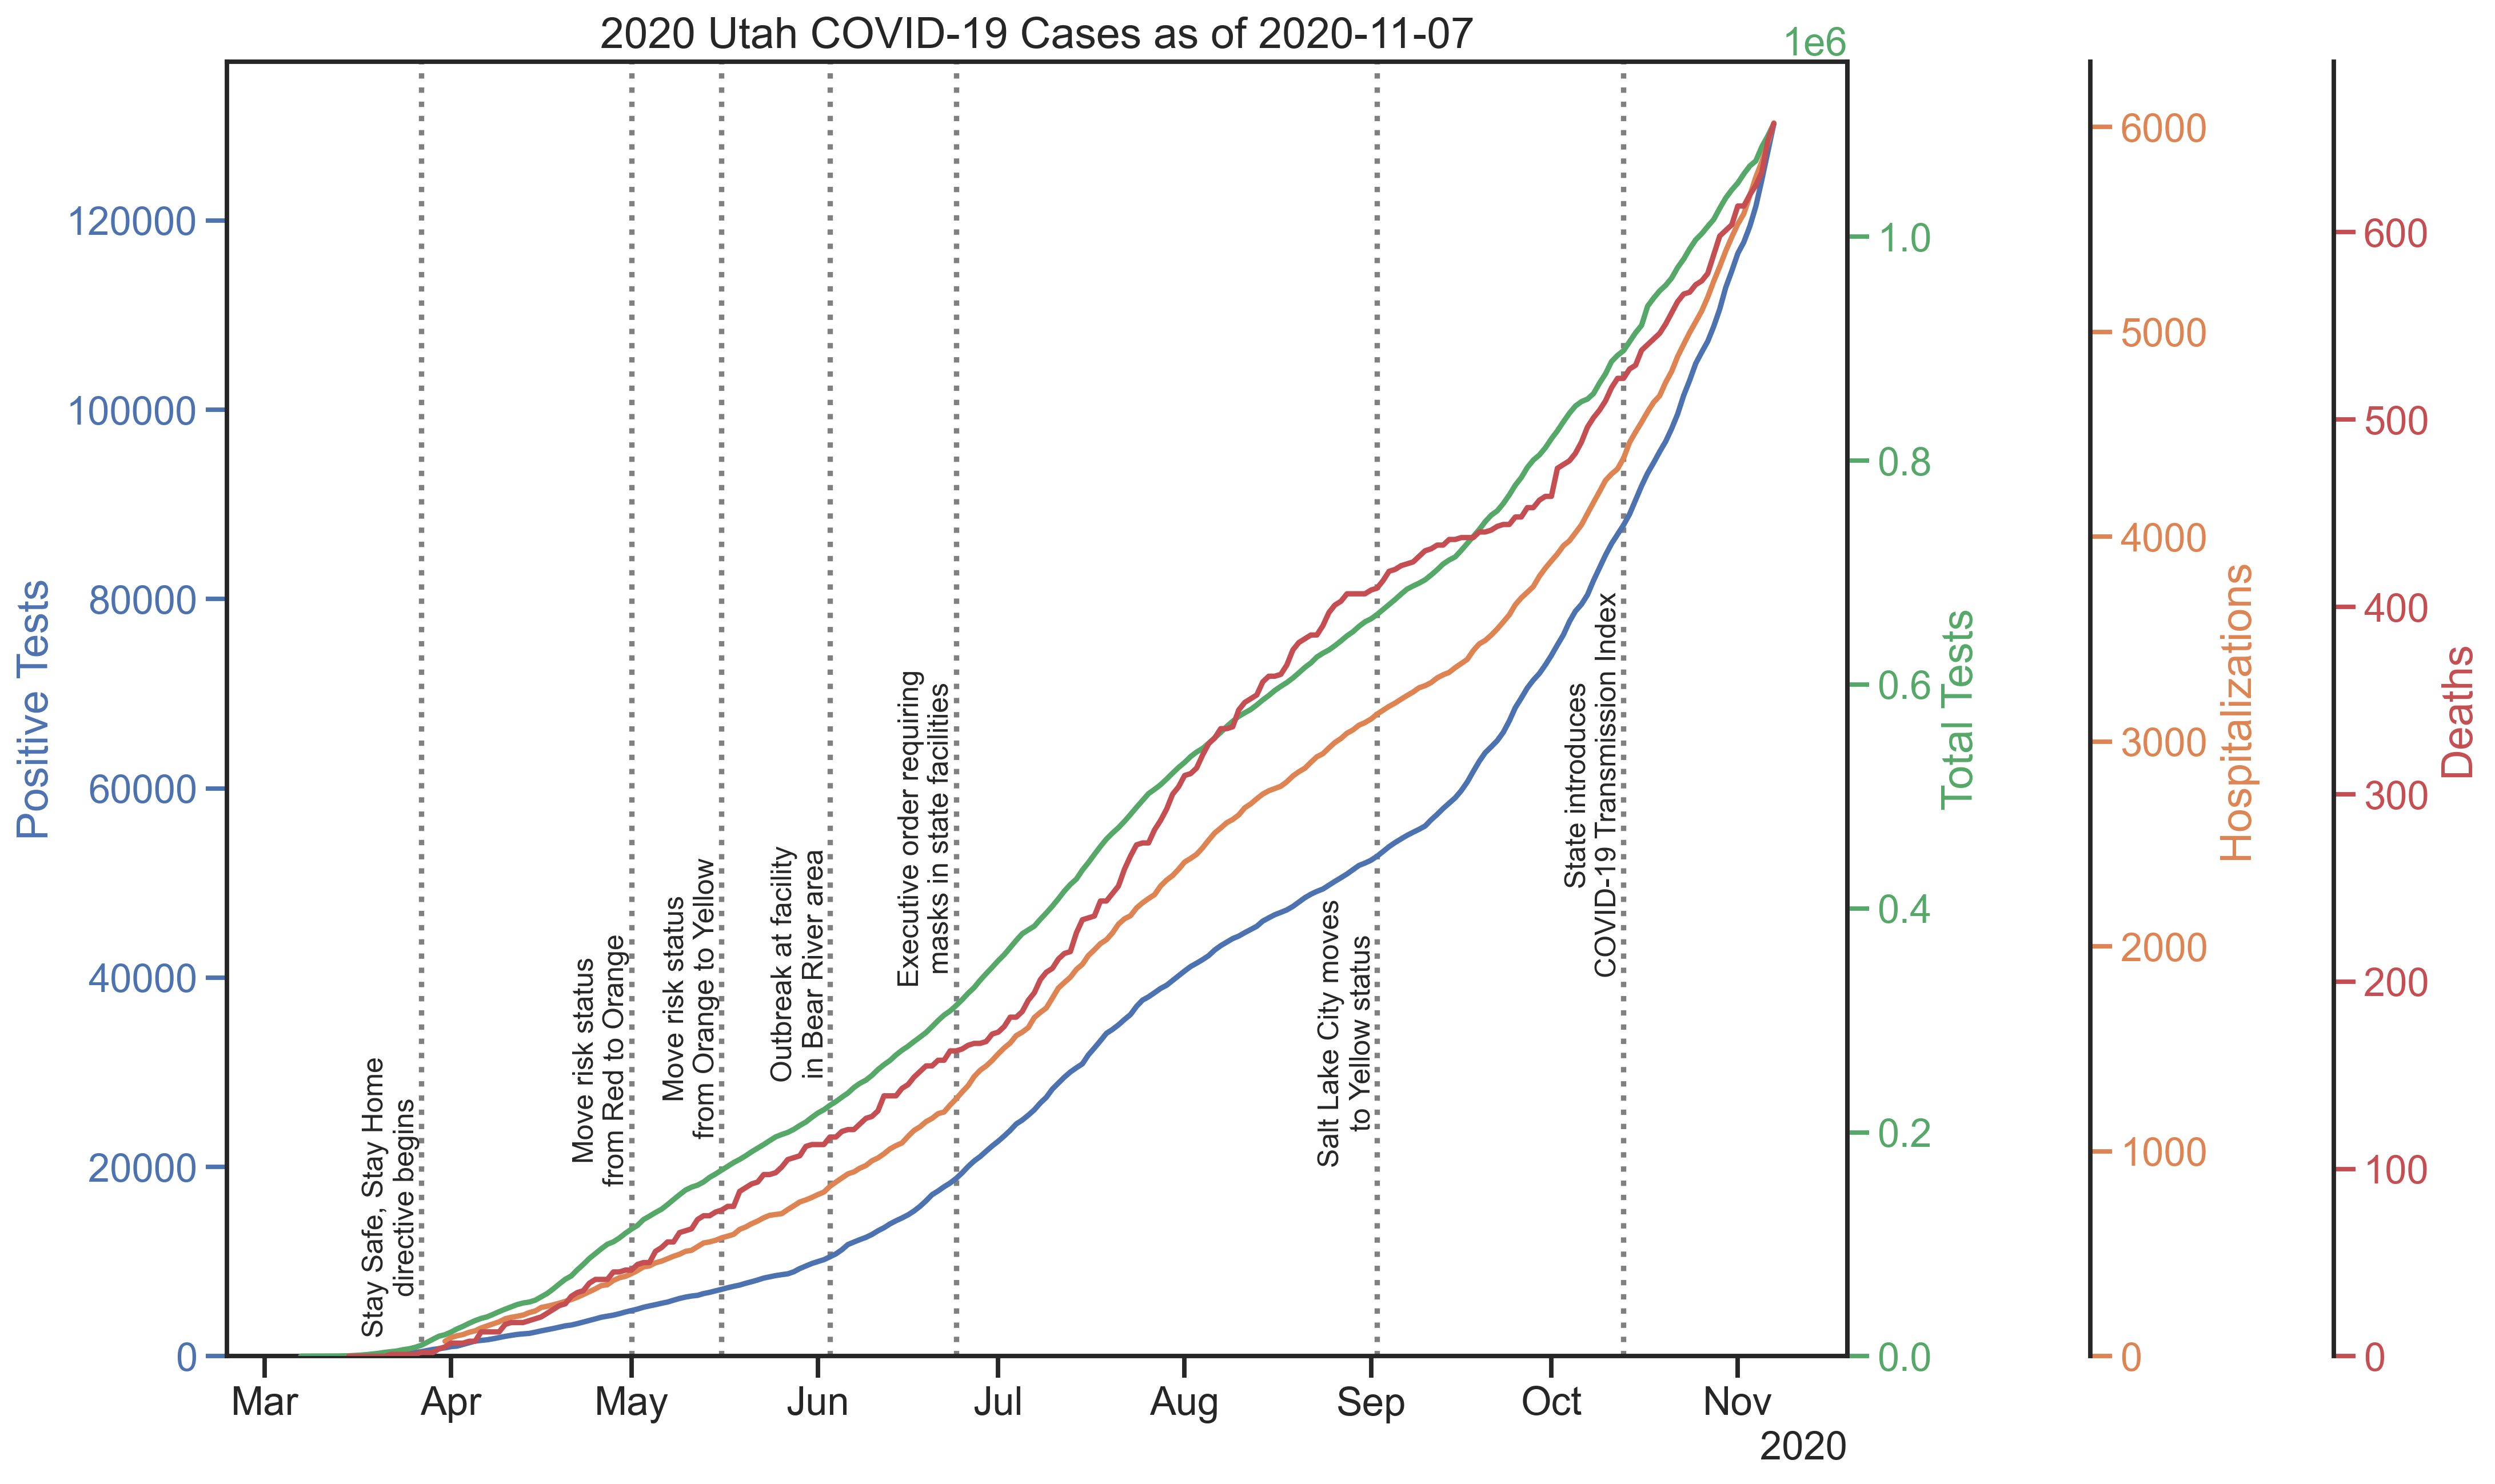 2020 Utah COVID-19 Cases as of 2020-11-07
1e6
Positive Tests
120000
100000
80000
60000
40000
20000
0
Stay Safe, Stay Home
directive begins
Move risk status
from Red to Orange
Move risk status
from Orange to Yellow
Outbreak at facility
in Bear River area
Executive order requiring
masks in state facilities
Salt Lake City moves
to Yellow status
State introduces
COVID-19 Transmission Index
1.0
0.8
0.6
0.4
0.2
0.0
Total Tests
6000
5000
4000
3000
2000
1000
0
Hospitalizations
600
500
400
300
200
100
0
Deaths
Mar
Apr
May
Jun
Jul
Aug
Sep
Oct
Nov
2020